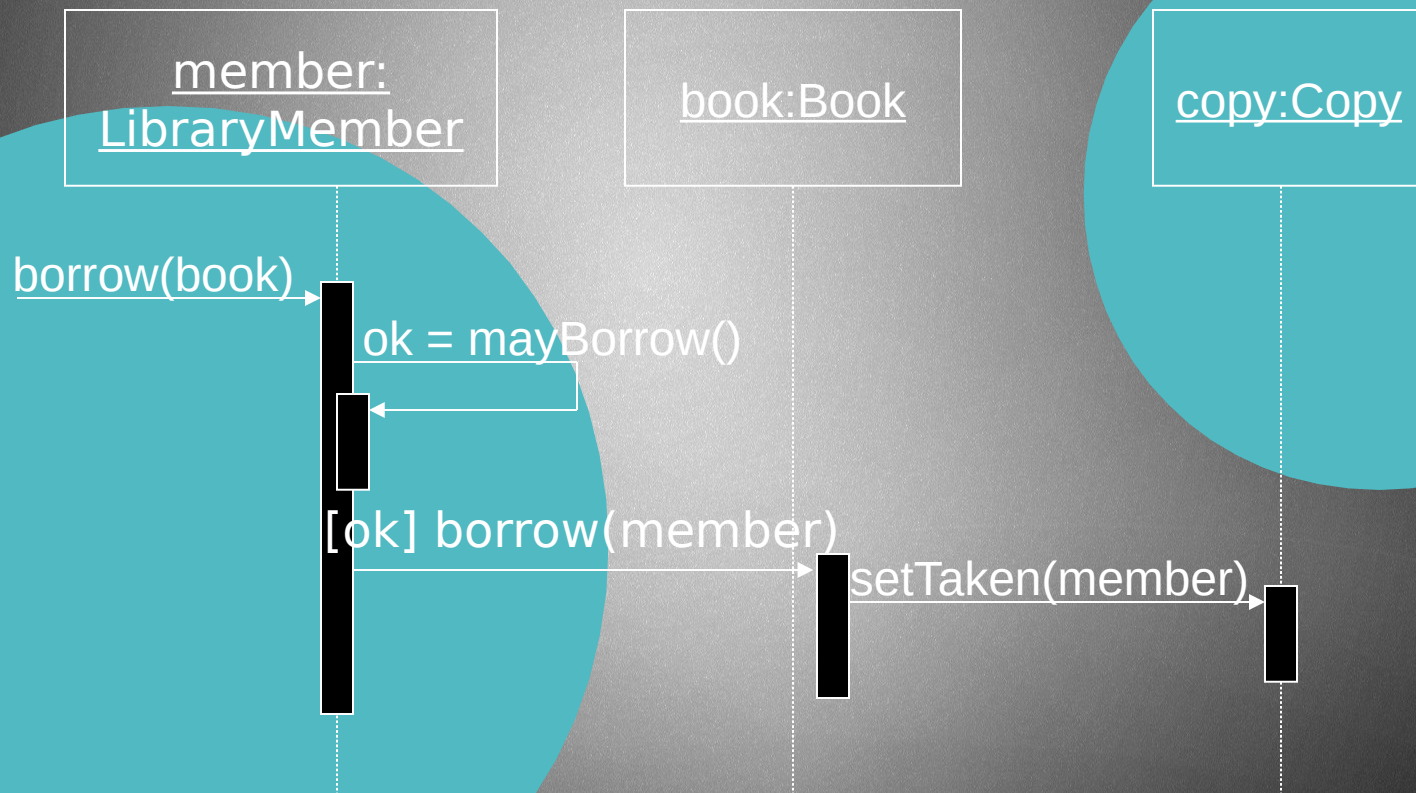 member:
LibraryMember
book:Book
copy:Copy
borrow(book)
ok = mayBorrow()
[ok] borrow(member)
setTaken(member)